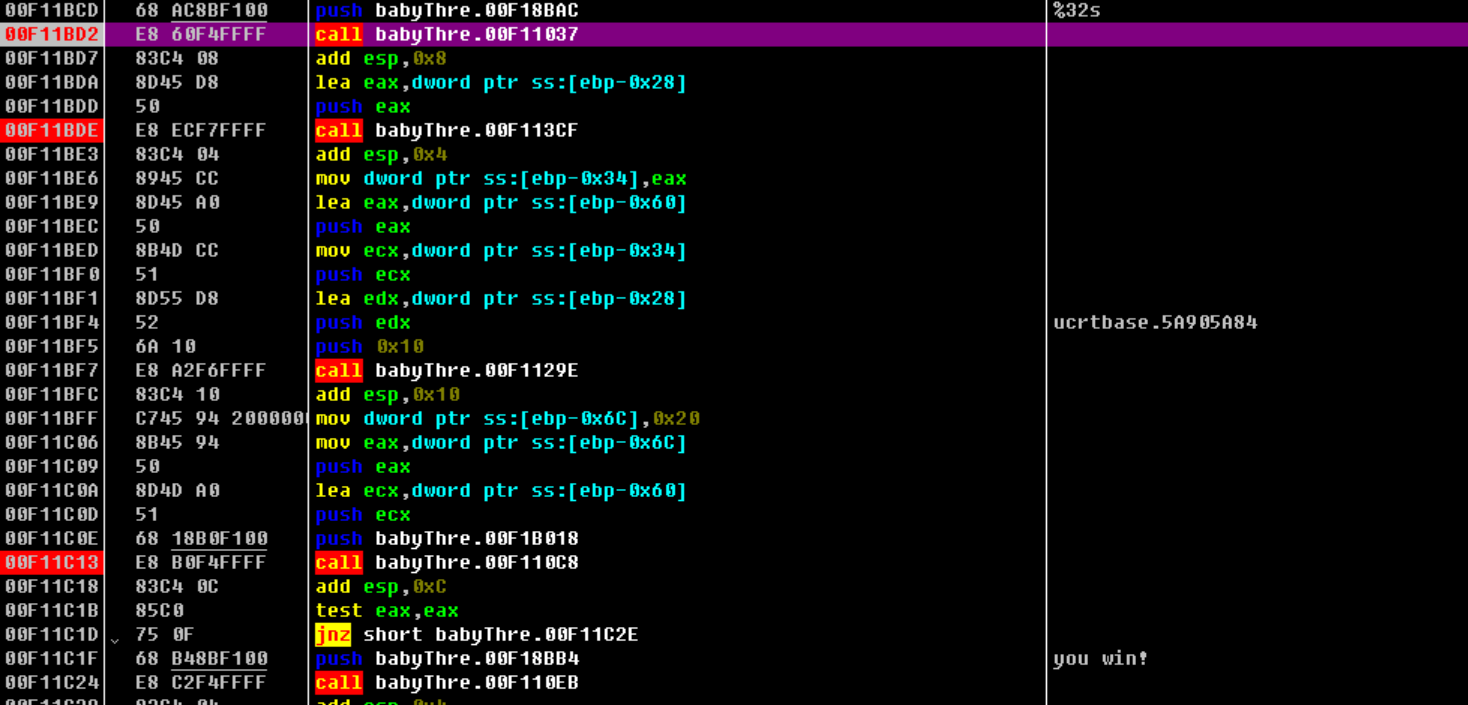 00F11BCD 68 AC8BF100 push babyThre.00F18BAC %32s
00F11BD2 E8 60F4FFFF call babyThre.00F11037
00F11BD7 83C4 08 add esp,0x8
00F11BDA 8D45 D8 lea eax,dword ptr ss:[ebp-0x28]
00F11BDD 50 push eax
00F11BDE E8 ECF7FFFF call babyThre.00F113CF
00F11BE3 83C4 04 add esp,0x4
00F11BE6 8945 CC mov dword ptr ss:[ebp-0x34],eax
00F11BE9 8D45 A0 lea eax,dword ptr ss:[ebp-0x60]
00F11BEC 50 push eax
00F11BED 8B4D CC mov ecx,dword ptr ss:[ebp-0x34]
00F11BF0 51 push ecx
00F11BF1 8D55 D8 lea edx,dword ptr ss:[ebp-0x28]
00F11BF4 52 push edx ucrtbase.5A905A84
00F11BF5 6A 10 push 0x10
00F11BF7 E8 A2F6FFFF call babyThre.00F1129E
00F11BFC 83C4 10 add esp,0x10
00F11BFF C745 94 2000000 mov dword ptr ss:[ebp-0x6C],0x20
00F11C06 8B45 94 mov eax,dword ptr ss:[ebp-0x6C]
00F11C09 50 push eax
00F11C0A 8D4D A0 lea ecx,dword ptr ss:[ebp-0x60]
00F11C0D 51 push ecx
00F11C0E 68 18B0F100 push babyThre.00F1B018
00F11C13 E8 B0F4FFFF call babyThre.00F110C8
00F11C18 83C4 0C add esp,0xC
00F11C1B 85C0 test eax,eax
00F11C1D 75 0F jnz short babyThre.00F11C2E
00F11C1F 68 B48BF100 push babyThre.00F18BB4 you win!
00F11C24 E8 C2F4FFFF call babyThre.00F110EB